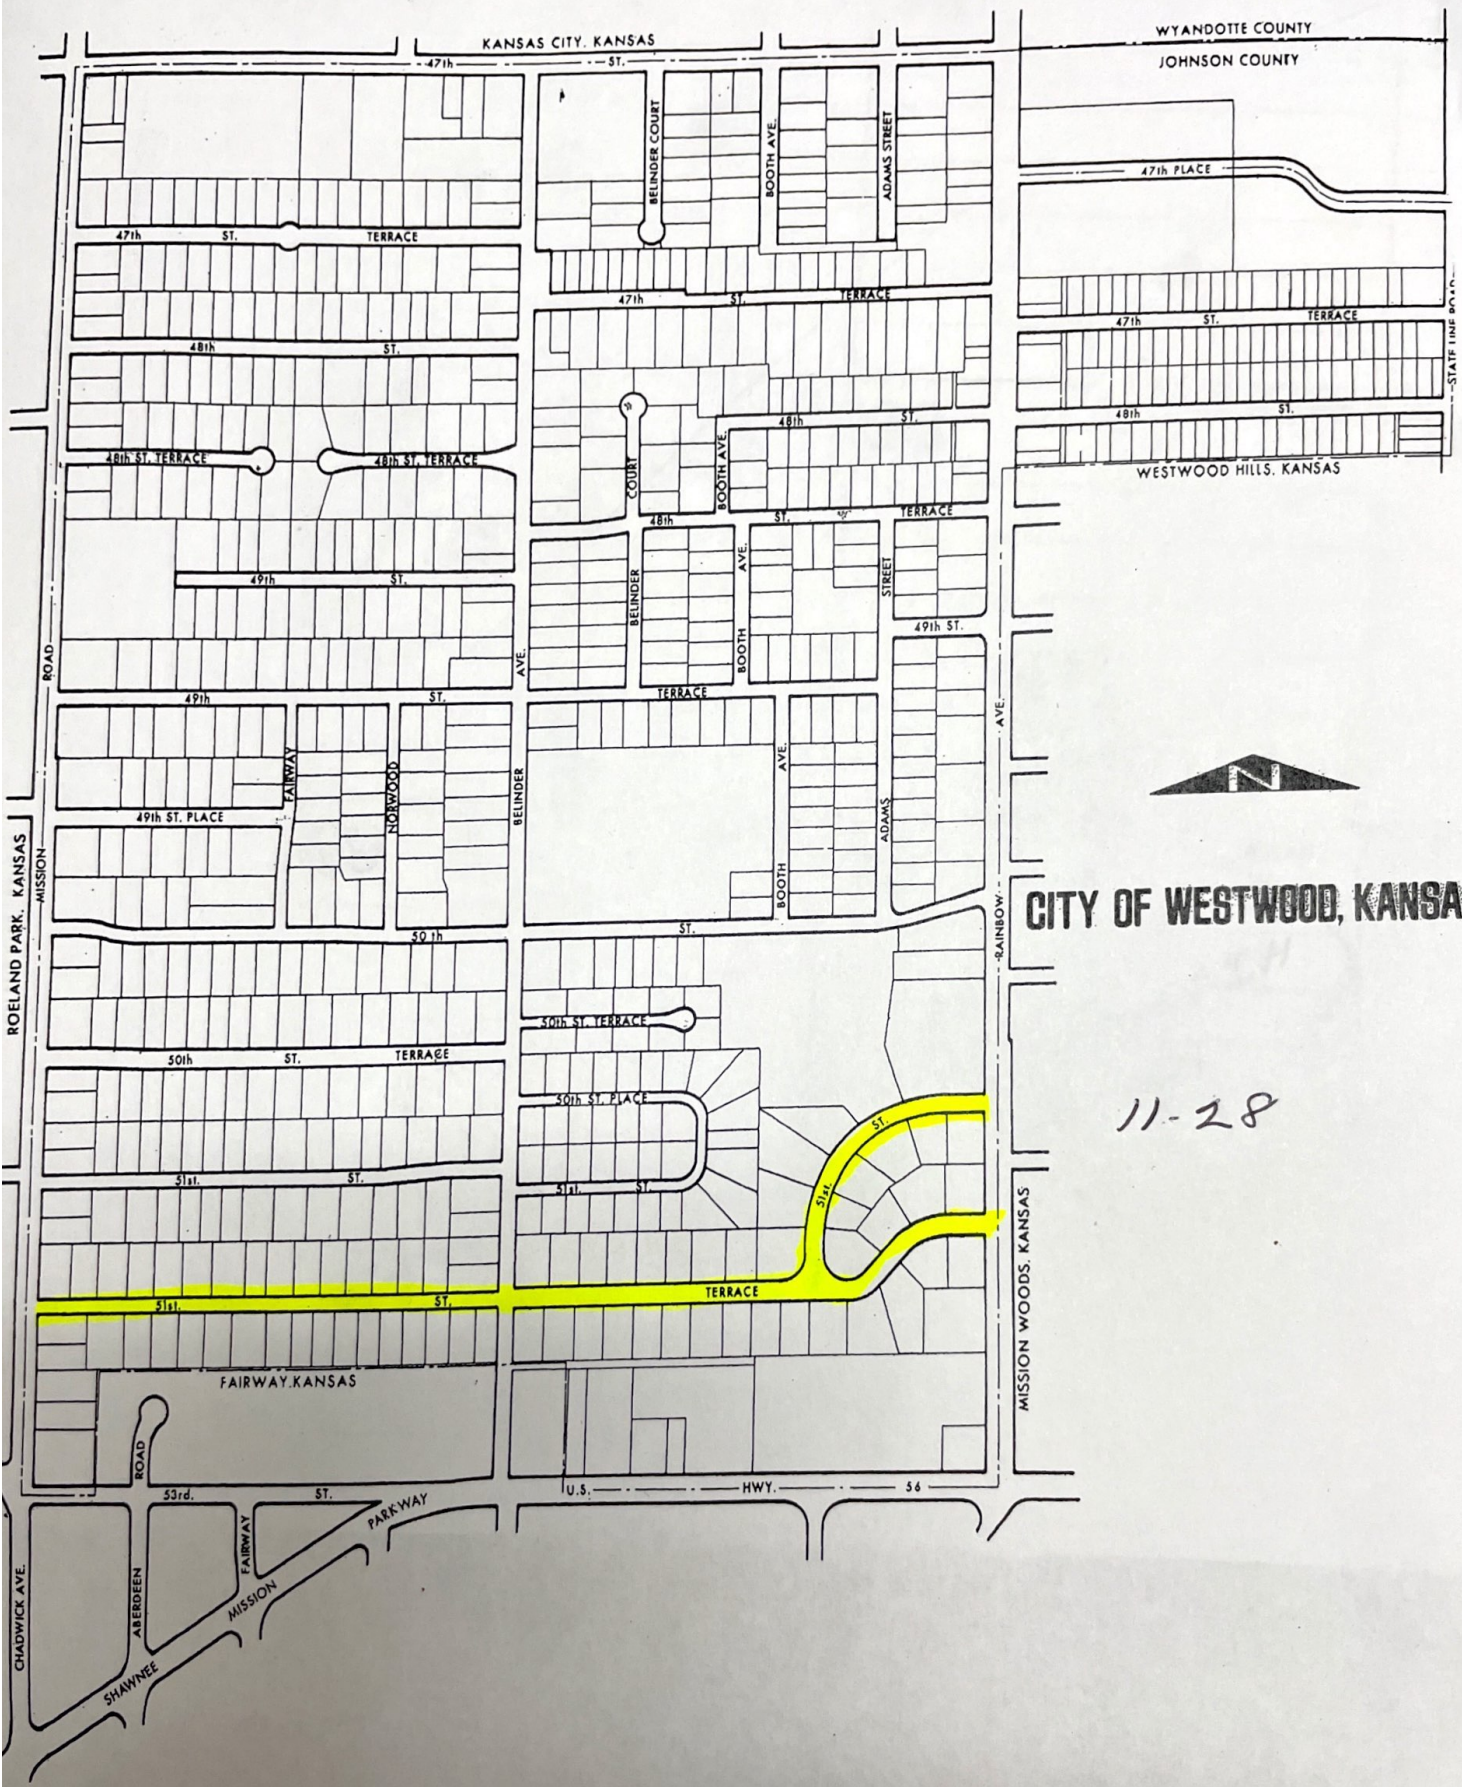 WYANDOTTE COUNTY
KANSAS CITY, KANSAS
JOHNSON COUNTY
47th ST.
BELINDER COURT
BOOTH AVE.
ADAMS STREET
47th PLACE
47th ST. TERRACE
47th ST. TERRACE
47th ST. TERRACE
STATE LINE ROAD
48th ST.
48th ST.
48th ST.
48th ST. TERRACE
48th ST. TERRACE
COURT
BOOTH AVE.
WESTWOOD HILLS, KANSAS
48th ST. TERRACE
49th ST.
BELINDER
BOOTH AVE.
STREET
49th ST.
ROAD
AVE.
49th ST. TERRACE
AVE.
FAIRWAY
NORWOOD
BELINDER
BOOTH AVE.
ADAMS
N
49th ST. PLACE
ROELAND PARK, KANSAS
MISSION
RAINBOW
CITY OF WESTWOOD, KANSA
50th ST.
50th ST. TERRACE
50th ST. TERRACE
50th ST. PLACE
11-28
51st. ST.
51st. ST.
51st. ST.
51st. ST. TERRACE
MISSION WOODS, KANSAS
FAIRWAY, KANSAS
ROAD
53rd. ST.
U.S. HWY. 56
PARKWAY
CHADWICK AVE.
ABERDEEN
FAIRWAY
MISSION
SHAWNEE